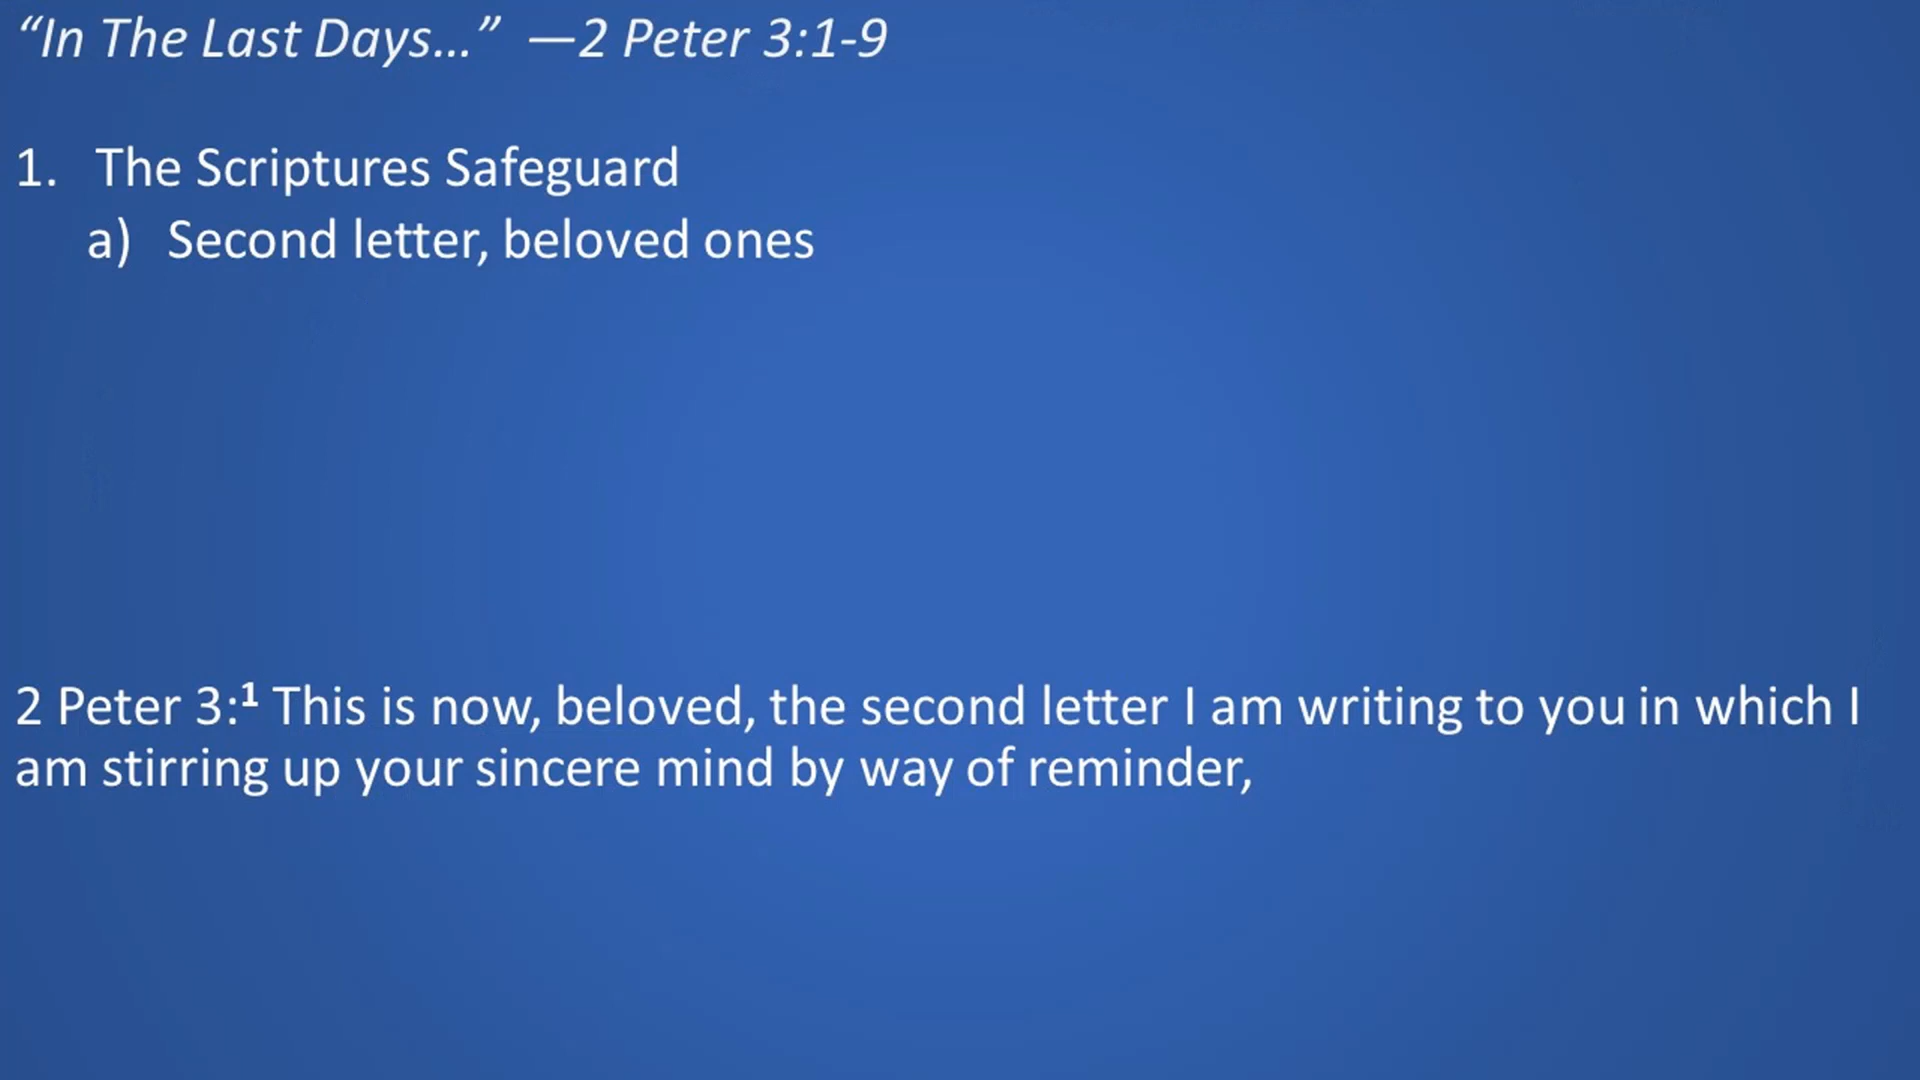 “In The Last Days…” —2 Peter 3:1-9
1. The Scriptures Safeguard
a) Second letter, beloved ones
2 Peter 3:¹ This is now, beloved, the second letter I am writing to you in which I
am stirring up your sincere mind by way of reminder,